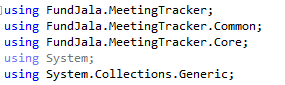 using FundJala.MeetingTracker;
using FundJala.MeetingTracker.Common;
using FundJala.MeetingTracker.Core;
using System;
using System.Collections.Generic;